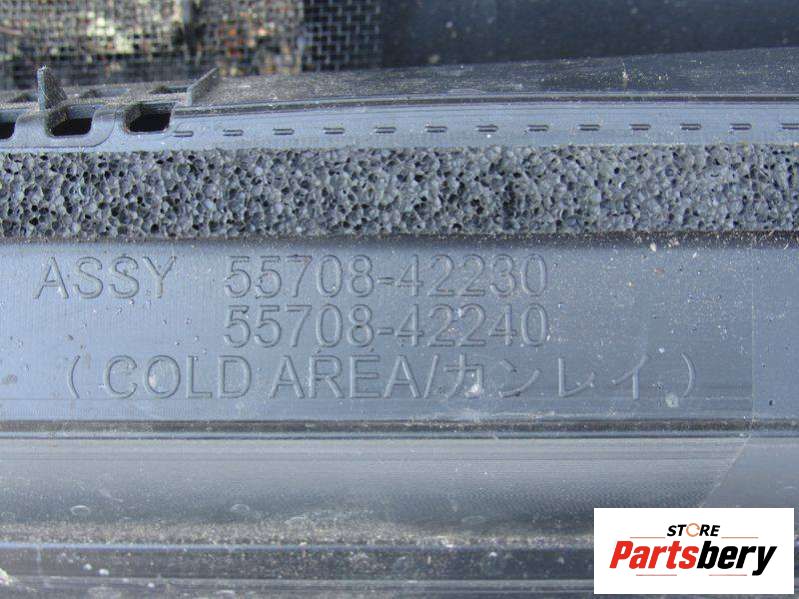 ASSY 55708-42230
55708-42240
( COLD AREA/カンレイ )
STORE
Partsbery